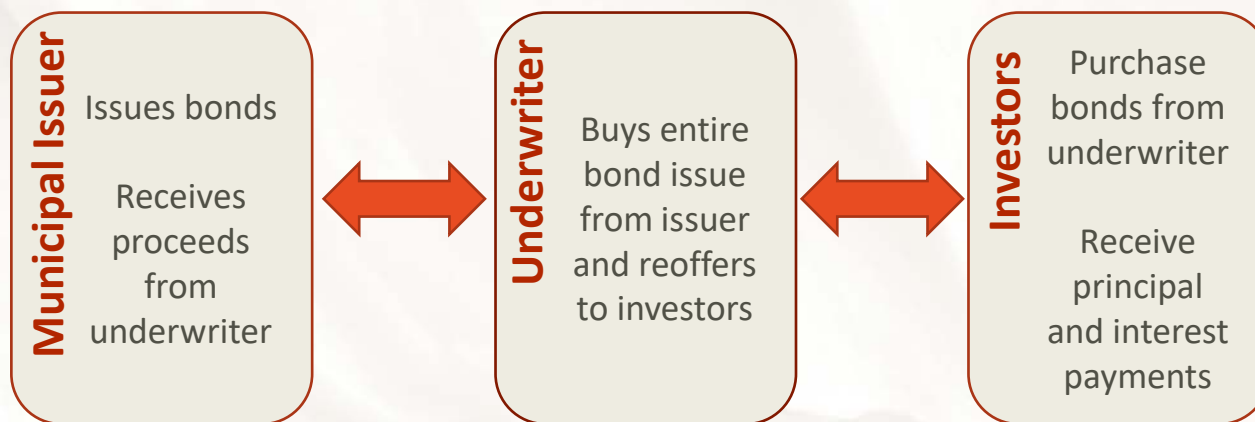 Municipal Issuer
Issues bonds
Receives
proceeds
from
underwriter
Underwriter
Buys entire
bond issue
from issuer
and reoffers
to investors
Investors
Purchase
bonds from
underwriter
Receive
principal
and interest
payments